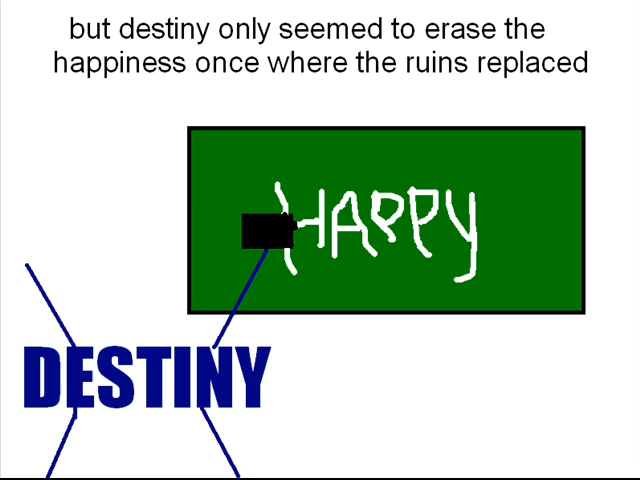 but destiny only seemed to erase the
happiness once where the ruins replaced
HAPPY
DESTINY